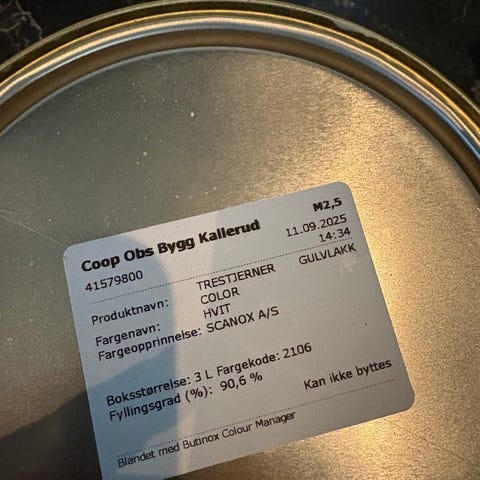 Coop Obs Bygg Kallerud M2,5
41579800 11.09.2025
14:34
Produktnavn: TRESTJERNER GULVLAKK
COLOR
Fargenavn: HVIT
Fargeopprinnelse: SCANOX A/S
Boksstørrelse: 3 L Fargekode: 2106
Fyllingsgrad (%): 90,6 %
Kan ikke byttes
Blandet med Butinox Colour Manager